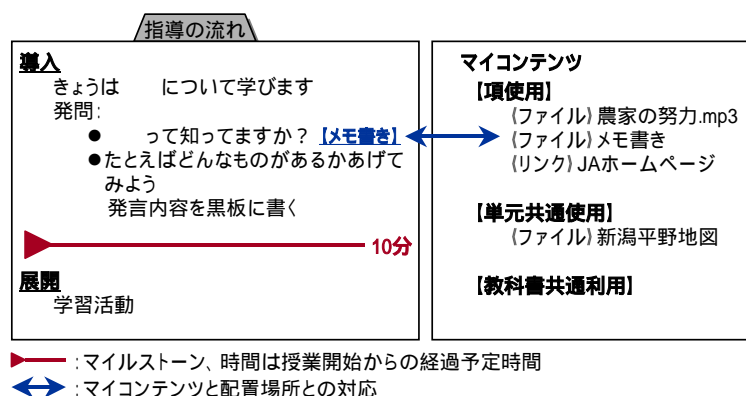 指導の流れ
導入
きょうは　　について学びます
発問:
●　　って知ってますか？【メモ書き】
●たとえばどんなものがあるかあげて
みよう
発言内容を黒板に書く
10分
展開
学習活動
マイコンテンツ
【項使用】
(ファイル) 農家の努力.mp3
(ファイル) メモ書き
(リンク) JAホームページ
【単元共通使用】
(ファイル) 新潟平野地図
【教科書共通利用】
：マイルストーン、時間は授業開始からの経過予定時間
：マイコンテンツと配置場所との対応